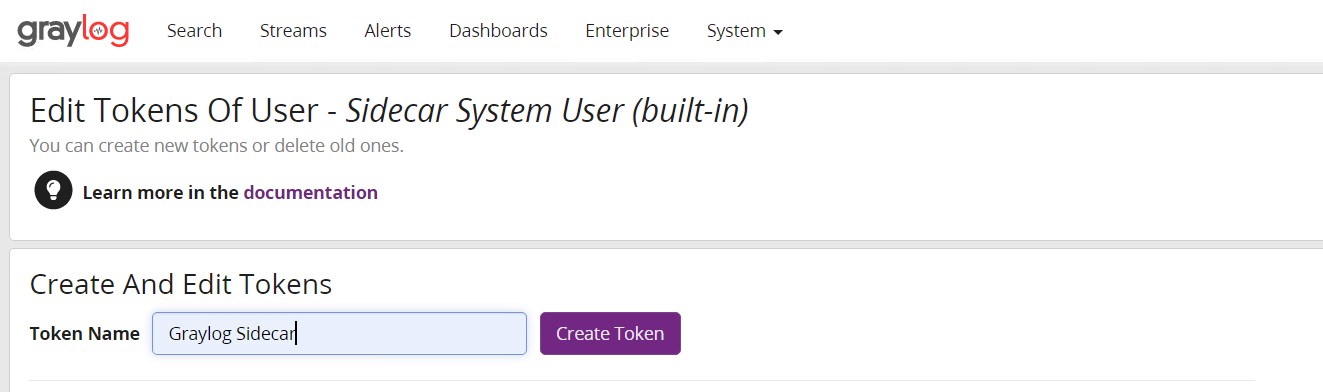 graylog Search Streams Alerts Dashboards Enterprise System
Edit Tokens Of User - Sidecar System User (built-in)
You can create new tokens or delete old ones.
Learn more in the documentation
Create And Edit Tokens
Token Name Graylog Sidecar Create Token